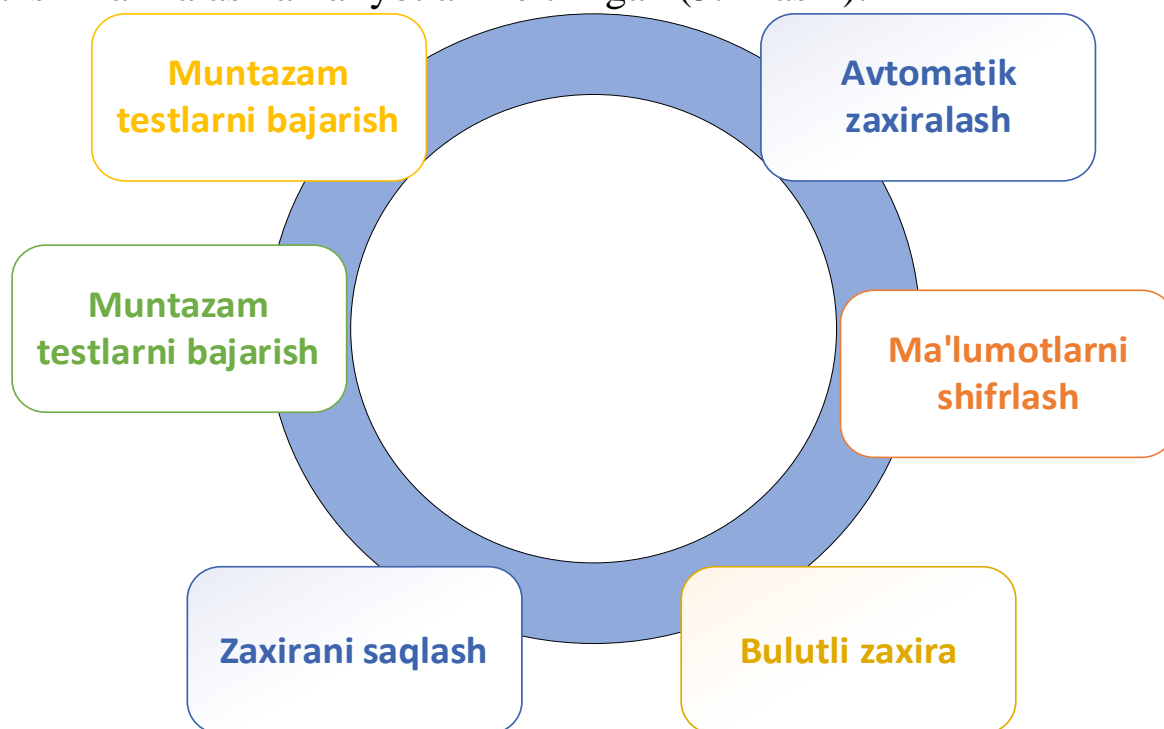 Muntazam
testlarni bajarish
Avtomatik
zaxiralash
Muntazam
testlarni bajarish
Ma'lumotlarni
shifrlash
Zaxirani saqlash
Bulutli zaxira